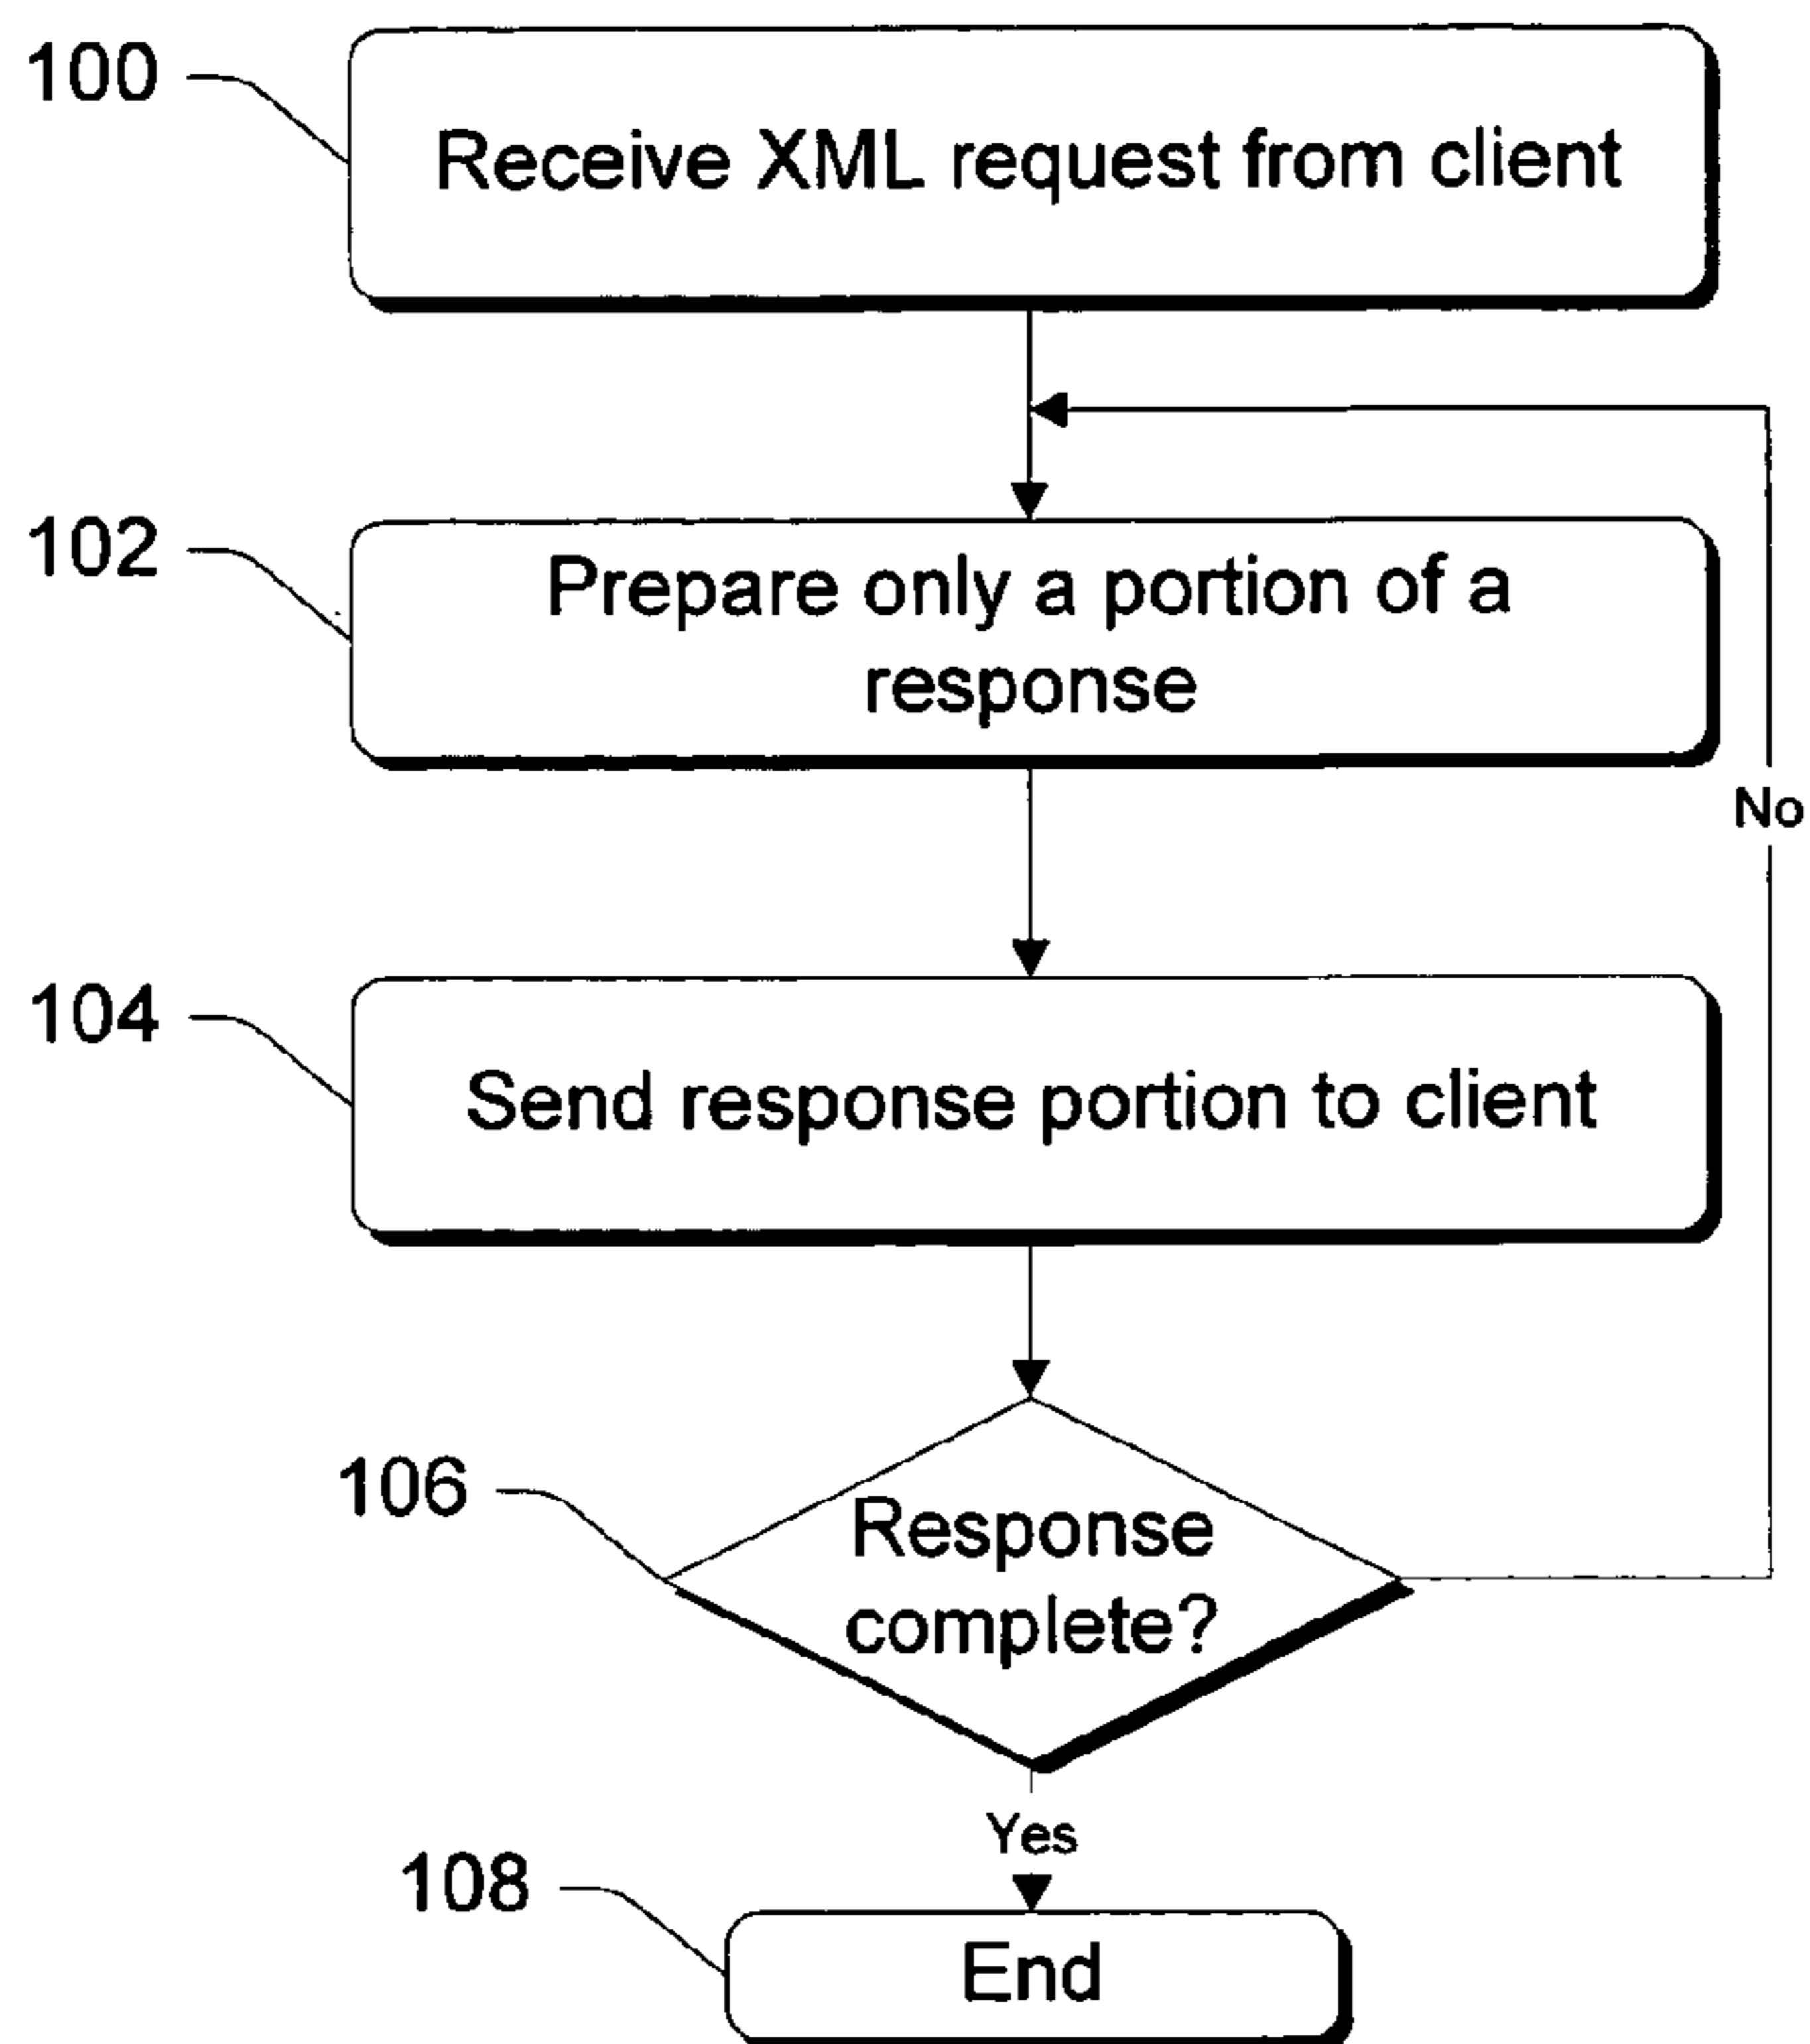 100
Receive XML request from client
102
Prepare only a portion of a
response
No
104
Send response portion to client
106
Response
complete?
Yes
108
End